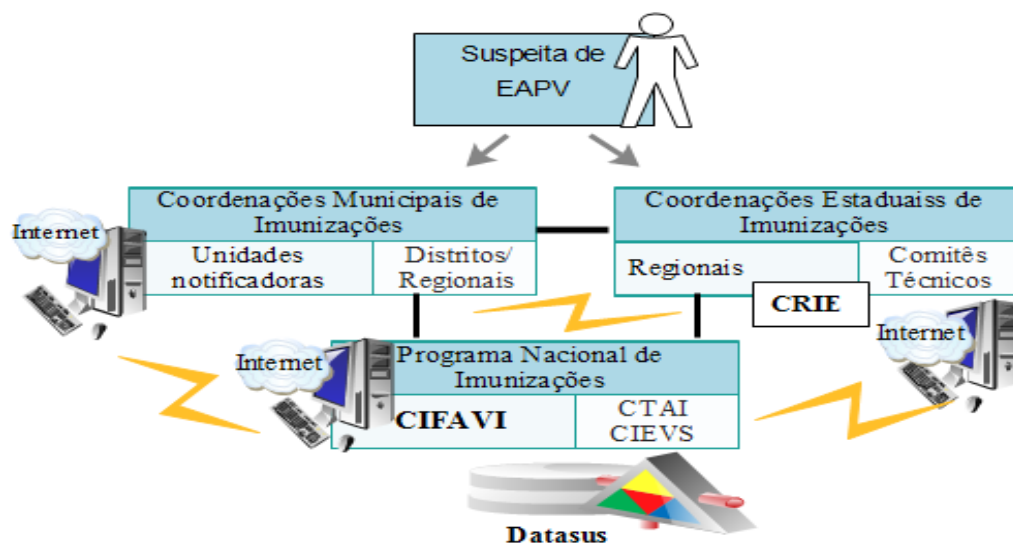 Suspeita de
EAPV
Coordenações Municipais de
Imunizações
Unidades
notificadoras
Distritos/
Regionais
Coordenações Estaduaiss de
Imunizações
Regionais
Comitês
Técnicos
CRIE
Internet
Internet
Internet
Programa Nacional de
Imunizações
CIFAVI
CTAI
CIEVS
Datasus